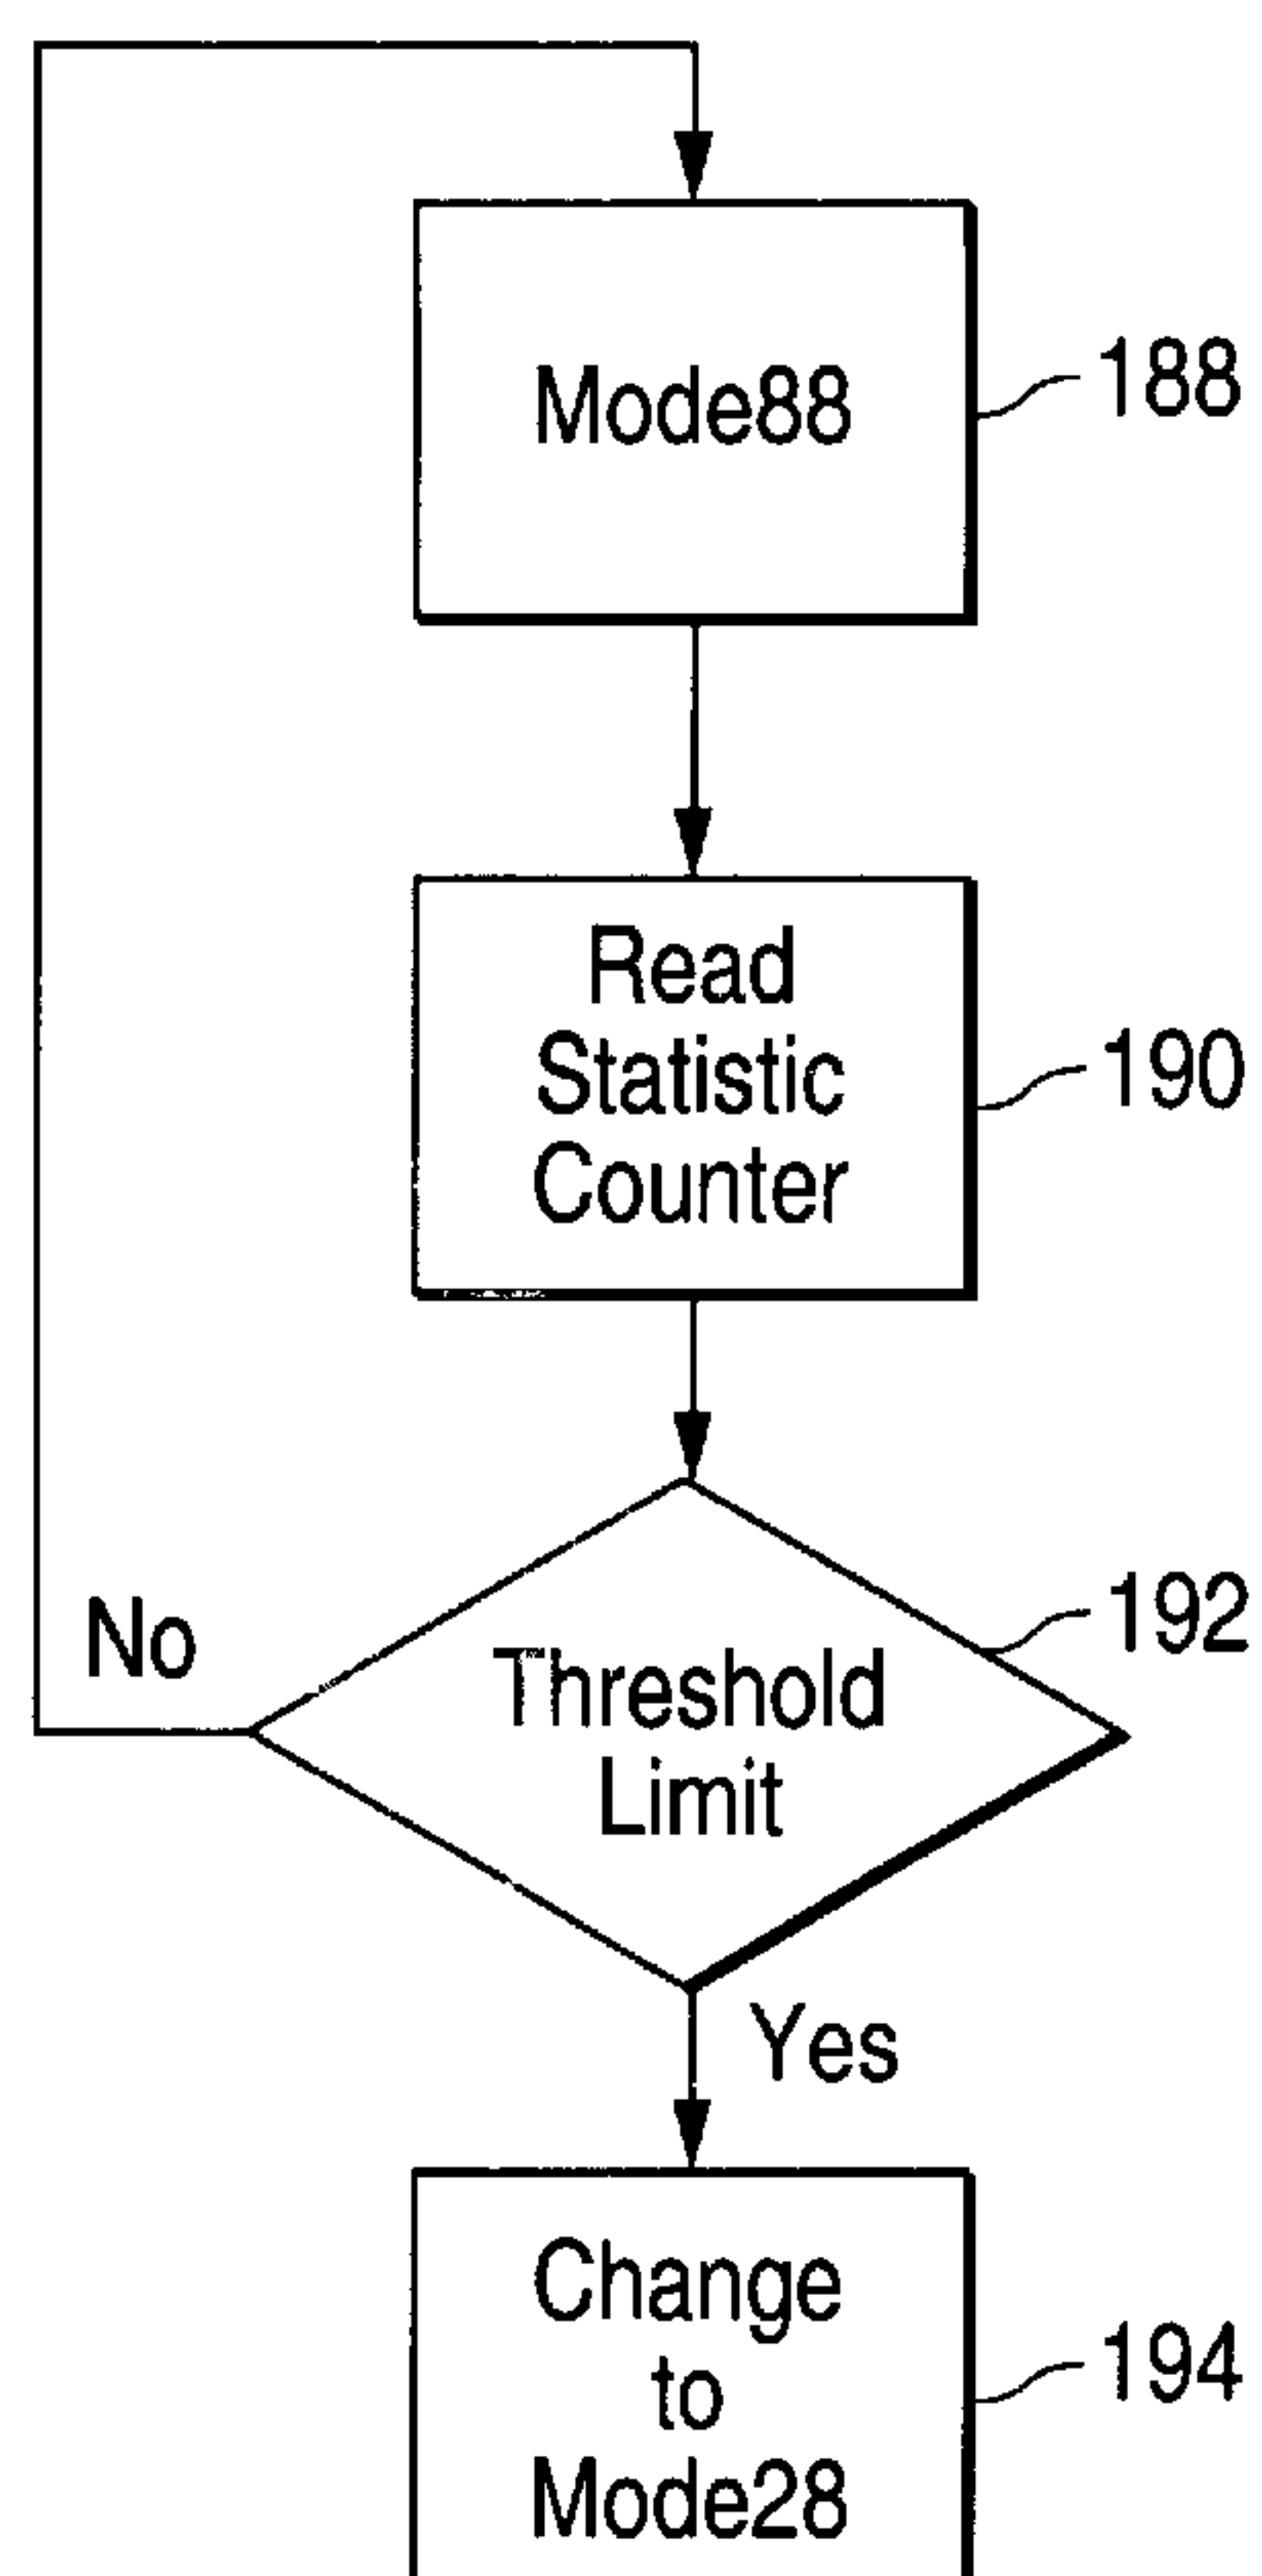 Mode88
188
Read
Statistic
Counter
190
Threshold
Limit
192
No
Yes
Change
to
Mode28
194